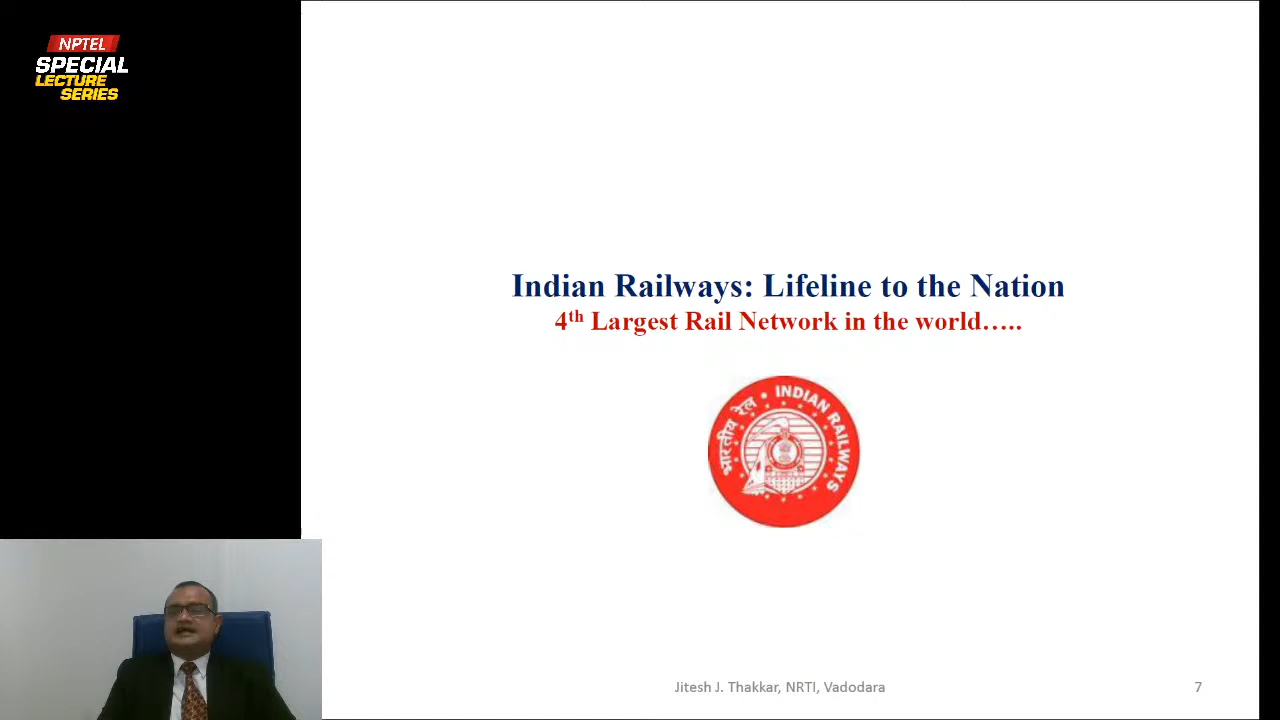 NPTEL
SPECIAL
LECTURE
SERIES
Indian Railways: Lifeline to the Nation
4th Largest Rail Network in the world…..
भारतीय रेल • INDIAN RAILWAYS
Jitesh J. Thakkar, NRTI, Vadodara
7